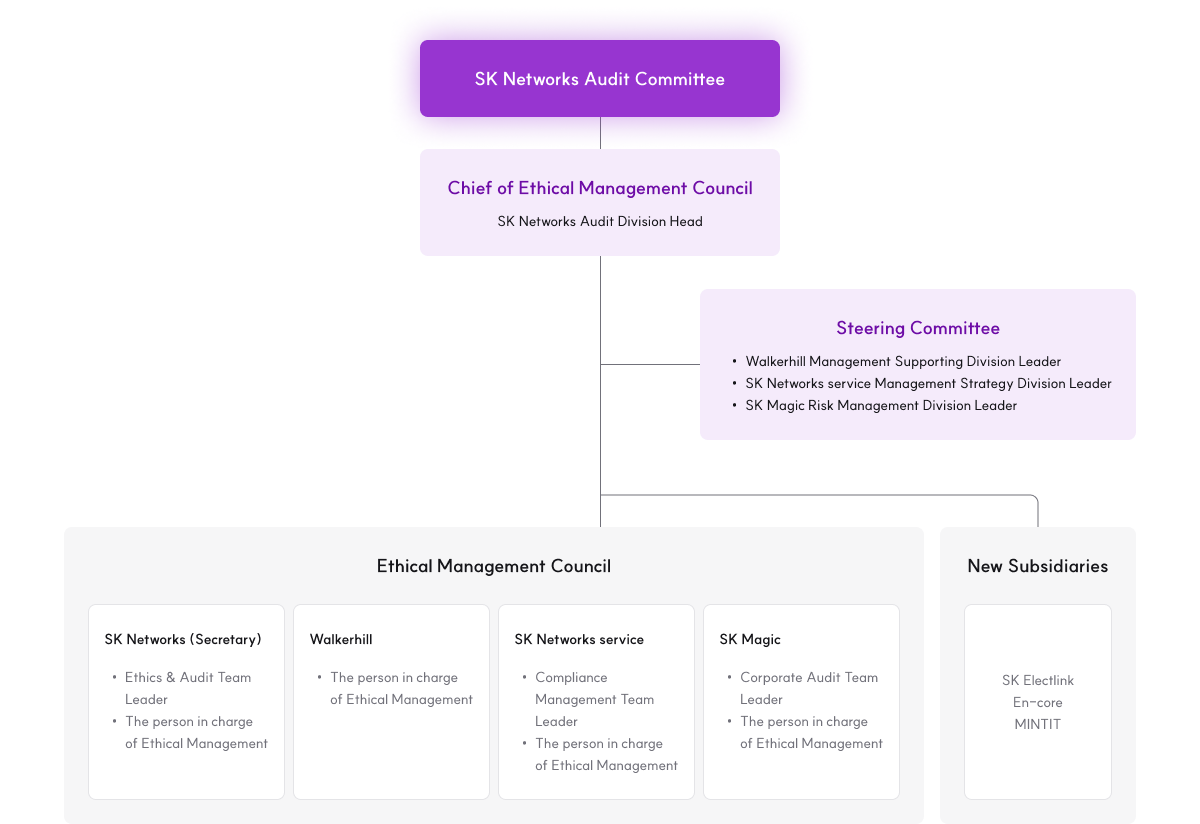 SK Networks Audit Committee
Chief of Ethical Management Council
SK Networks Audit Division Head
Steering Committee
• Walkerhill Management Supporting Division Leader
• SK Networks service Management Strategy Division Leader
• SK Magic Risk Management Division Leader
Ethical Management Council
SK Networks (Secretary)
• Ethics & Audit Team
Leader
• The person in charge
of Ethical Management
Walkerhill
• The person in charge
of Ethical Management
SK Networks service
• Compliance
Management Team
Leader
• The person in charge
of Ethical Management
SK Magic
• Corporate Audit Team
Leader
• The person in charge
of Ethical Management
New Subsidiaries
SK Electlink
En-core
MINTIT